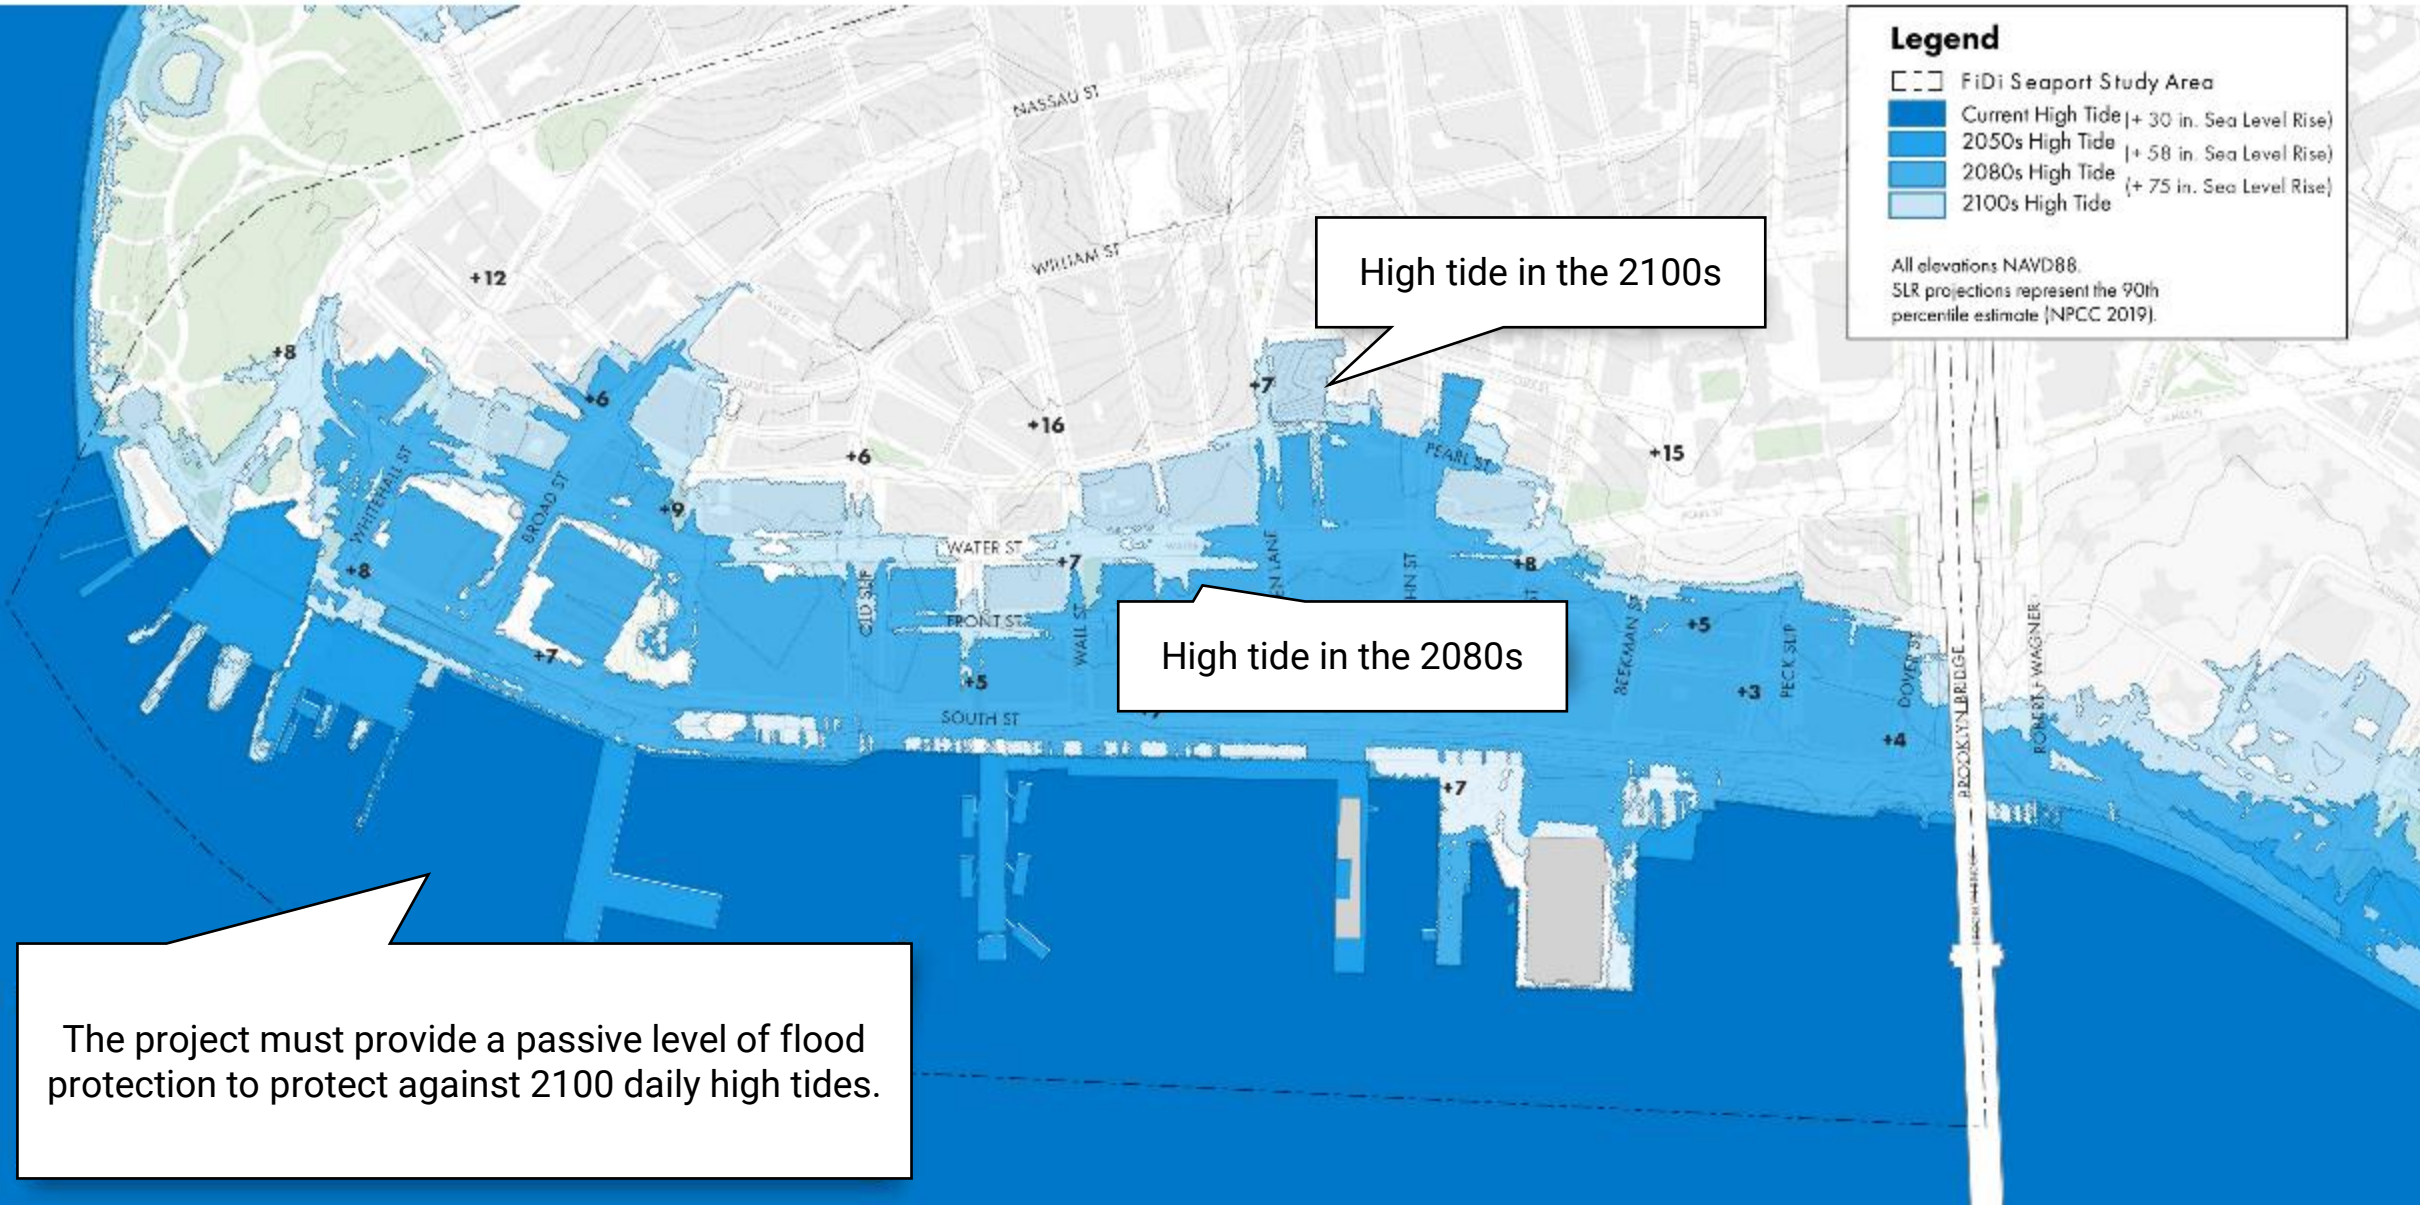 Legend
FiDi Seaport Study Area
Current High Tide
(+ 30 in. Sea Level Rise)
2050s High Tide
(+ 58 in. Sea Level Rise)
2080s High Tide
(+ 75 in. Sea Level Rise)
2100s High Tide
All elevations NAVD88.
SLR projections represent the 90th
percentile estimate (NPCC 2019).
NASSAU ST
WILLIAM ST
High tide in the 2100s
+12
+8
+7
+6
+16
+6
+15
PEARL ST
WHITEHALL ST
BROAD ST
+9
WATER ST
+7
+8
+8
OLD SLIP
FRONT ST
WALL ST
High tide in the 2080s
BEEKMAN ST
+5
PECK SLIP
DOVER ST
BROOKLYN BRIDGE
ROBERT F WAGNER
+7
+5
+3
SOUTH ST
+4
+7
The project must provide a passive level of flood
protection to protect against 2100 daily high tides.